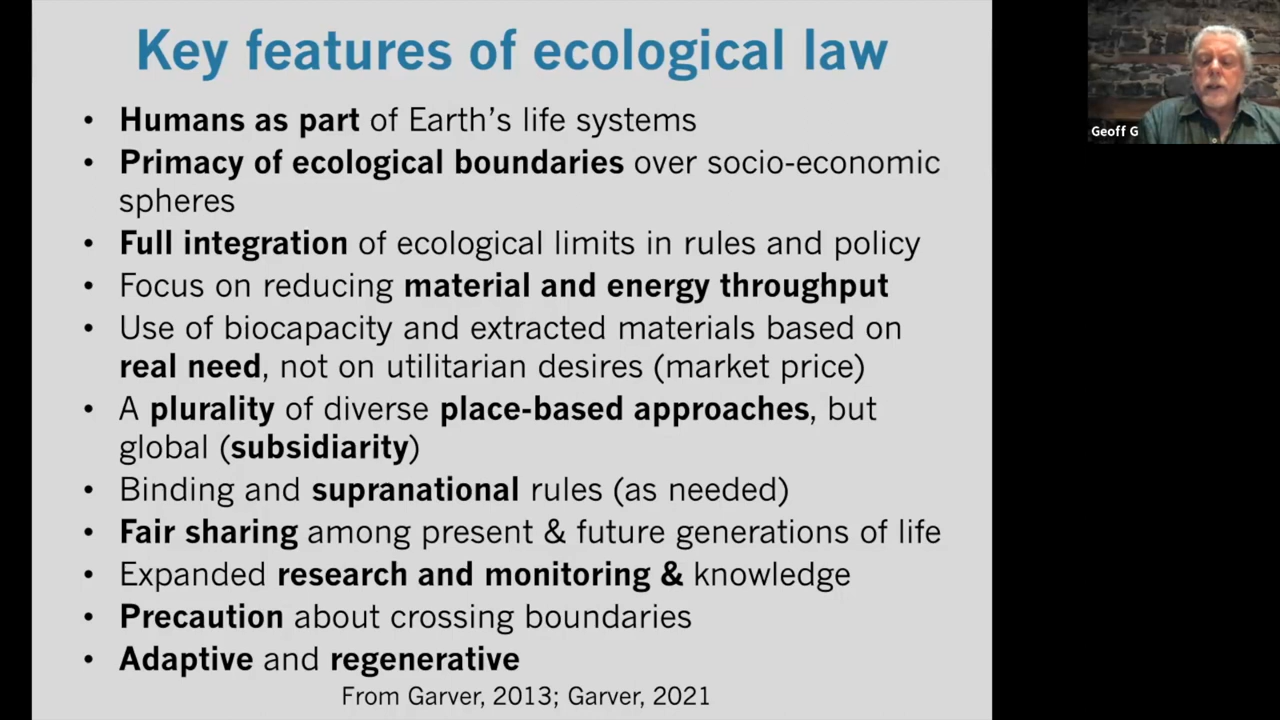 Key features of ecological law
• Humans as part of Earth's life systems
• Primacy of ecological boundaries over socio-economic
spheres
• Full integration of ecological limits in rules and policy
• Focus on reducing material and energy throughput
• Use of biocapacity and extracted materials based on
real need, not on utilitarian desires (market price)
• A plurality of diverse place-based approaches, but
global (subsidiarity)
• Binding and supranational rules (as needed)
• Fair sharing among present & future generations of life
• Expanded research and monitoring & knowledge
• Precaution about crossing boundaries
• Adaptive and regenerative
From Garver, 2013; Garver, 2021
Geoff G